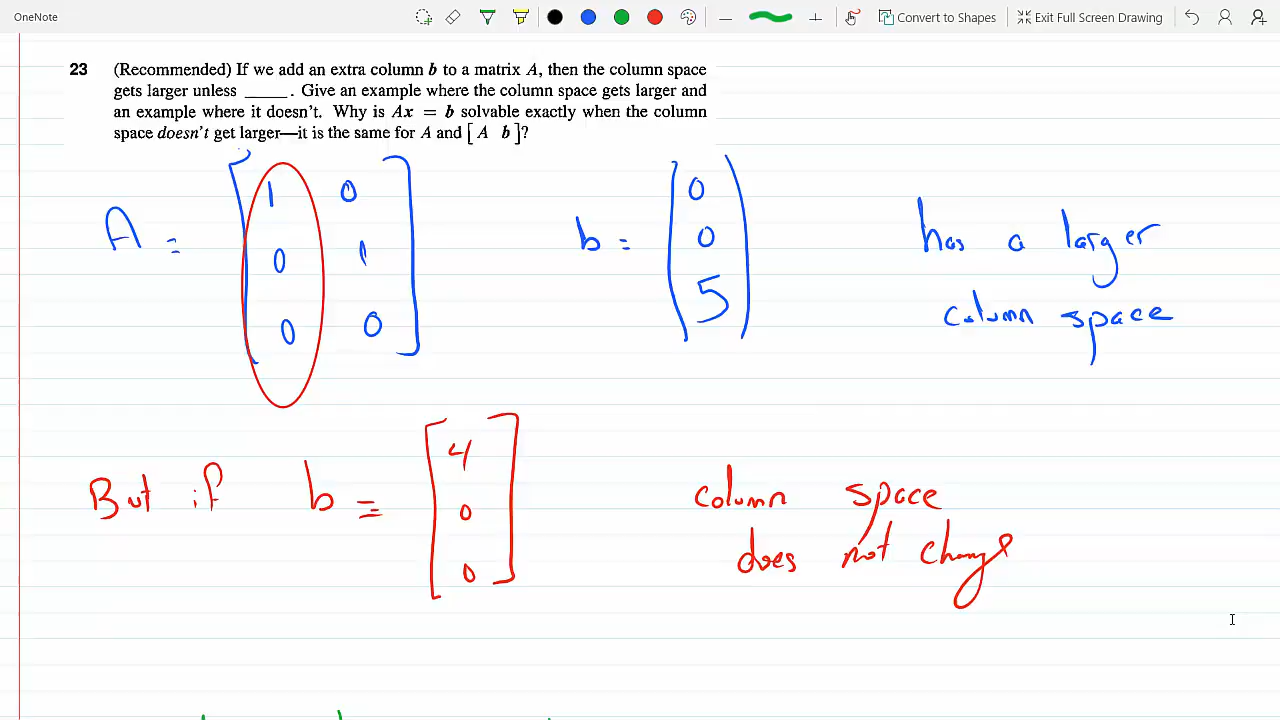 OneNote
Convert to Shapes
Exit Full Screen Drawing
23 (Recommended) If we add an extra column b to a matrix A, then the column space
gets larger unless _____. Give an example where the column space gets larger and
an example where it doesn't. Why is Ax = b solvable exactly when the column
space doesn't get larger—it is the same for A and [A b]?
A = [1 0
0 1
0 0]
b = (0
0
5)
has a larger
column space
But if b = [4
0
0]
column space
does not change